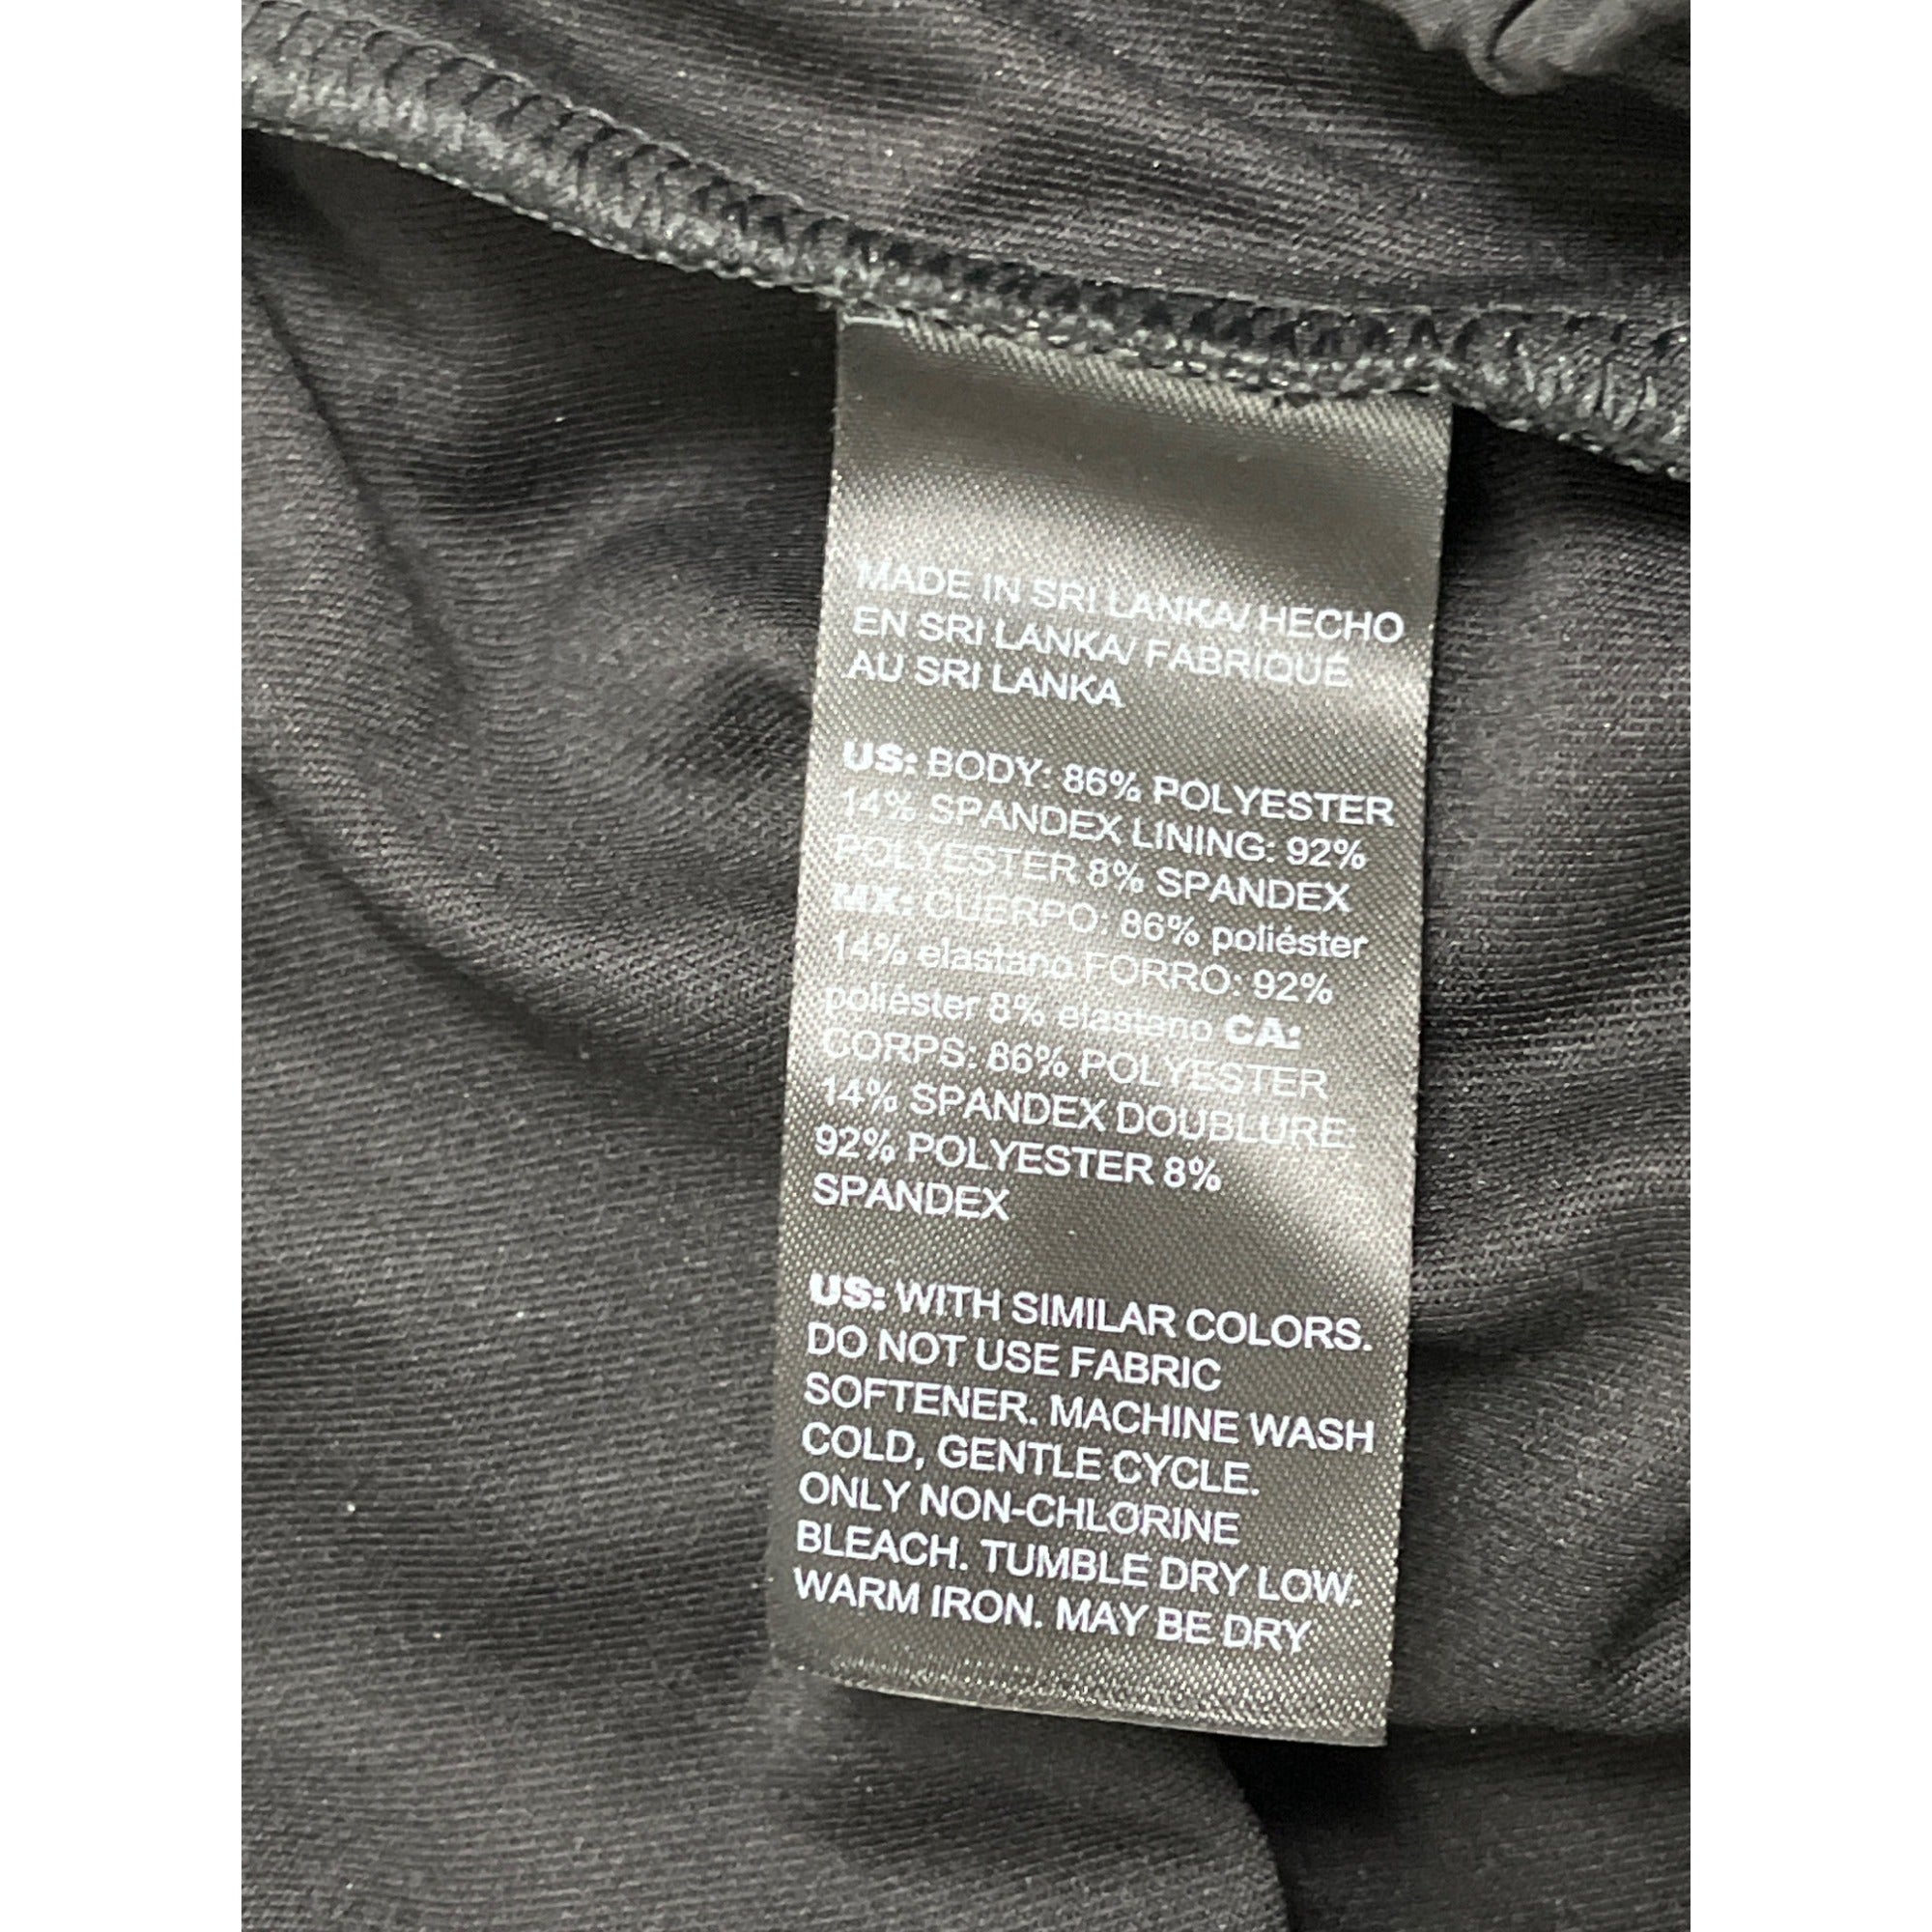 MADE IN SRI LANKA/ HECHO
EN SRI LANKA/ FABRIQUÉ
AU SRI LANKA
US: BODY: 86% POLYESTER
14% SPANDEX LINING: 92%
POLYESTER 8% SPANDEX
MX: CUERPO: 86% poliéster
14% elastano FORRO: 92%
poliéster 8% elastano CA:
CORPS: 86% POLYESTER
14% SPANDEX DOUBLURE:
92% POLYESTER 8%
SPANDEX
US: WITH SIMILAR COLORS.
DO NOT USE FABRIC
SOFTENER. MACHINE WASH
COLD, GENTLE CYCLE.
ONLY NON-CHLORINE
BLEACH. TUMBLE DRY LOW.
WARM IRON. MAY BE DRY